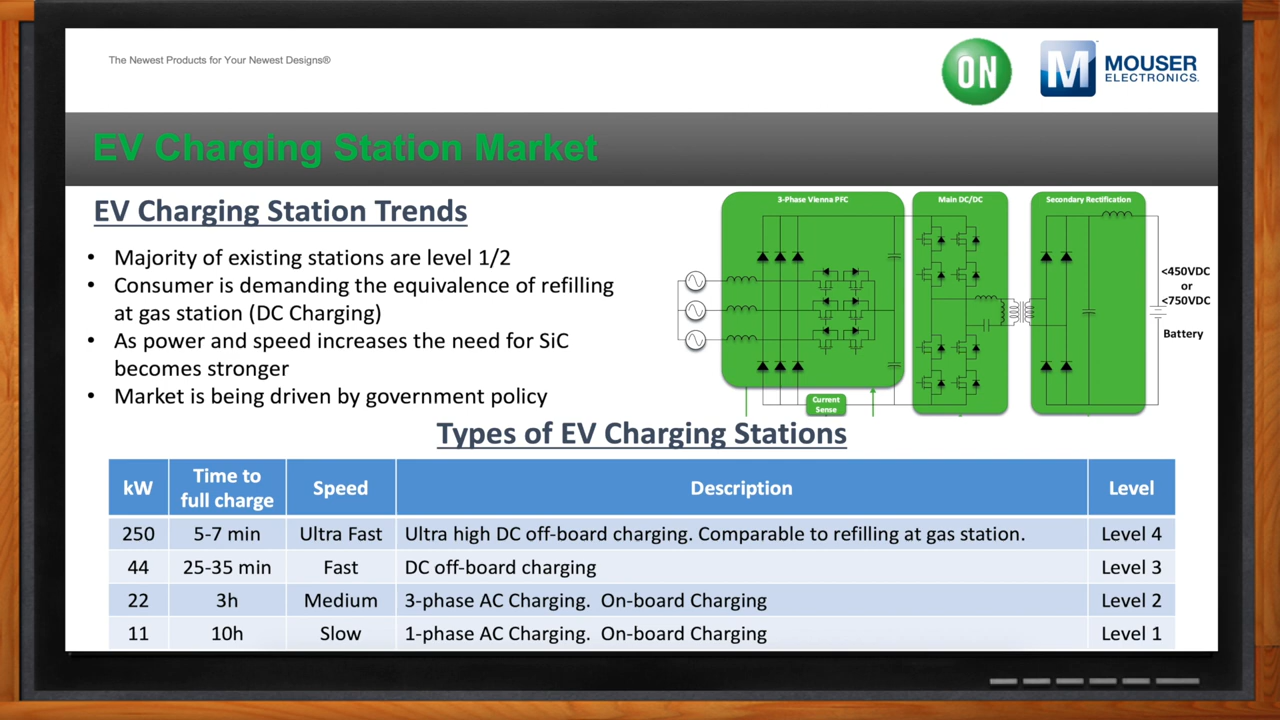 The Newest Products for Your Newest Designs®
ON
M
MOUSER
ELECTRONICS.
EV Charging Station Market
EV Charging Station Trends
• Majority of existing stations are level 1/2
• Consumer is demanding the equivalence of refilling
at gas station (DC Charging)
• As power and speed increases the need for SiC
becomes stronger
• Market is being driven by government policy
3-Phase Vienna PFC
Main DC/DC
Secondary Rectification
<450VDC
or
<750VDC
Battery
Current
Sense
Types of EV Charging Stations
kW Time to full charge Speed Description Level
250 5-7 min Ultra Fast Ultra high DC off-board charging. Comparable to refilling at gas station. Level 4
44 25-35 min Fast DC off-board charging Level 3
22 3h Medium 3-phase AC Charging. On-board Charging Level 2
11 10h Slow 1-phase AC Charging. On-board Charging Level 1